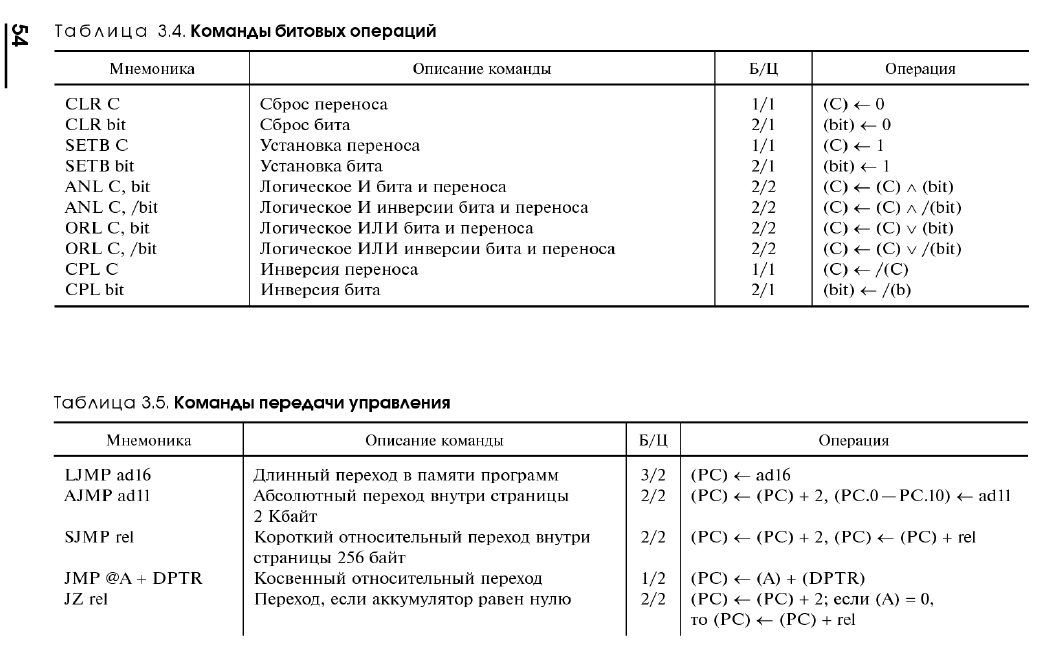 54
Таблица 3.4. Команды битовых операций
Мнемоника Описание команды Б/Ц Операция
CLR C Сброс переноса 1/1 (C) ← 0
CLR bit Сброс бита 2/1 (bit) ← 0
SETB C Установка переноса 1/1 (C) ← 1
SETB bit Установка бита 2/1 (bit) ← 1
ANL C, bit Логическое И бита и переноса 2/2 (C) ← (C) ∧ (bit)
ANL C, /bit Логическое И инверсии бита и переноса 2/2 (C) ← (C) ∧ /(bit)
ORL C, bit Логическое ИЛИ бита и переноса 2/2 (C) ← (C) ∨ (bit)
ORL C, /bit Логическое ИЛИ инверсии бита и переноса 2/2 (C) ← (C) ∨ /(bit)
CPL C Инверсия переноса 1/1 (C) ← /(C)
CPL bit Инверсия бита 2/1 (bit) ← /(b)
Таблица 3.5. Команды передачи управления
Мнемоника Описание команды Б/Ц Операция
LJMP ad16 Длинный переход в памяти программ 3/2 (PC) ← ad16
AJMP ad11 Абсолютный переход внутри страницы 2/2 (PC) ← (PC) + 2, (PC.0—PC.10) ← ad11
2 Кбайт
SJMP rel Короткий относительный переход внутри 2/2 (PC) ← (PC) + 2, (PC) ← (PC) + rel
страницы 256 байт
JMP @A + DPTR Косвенный относительный переход 1/2 (PC) ← (A) + (DPTR)
JZ rel Переход, если аккумулятор равен нулю 2/2 (PC) ← (PC) + 2; если (A) = 0,
то (PC) ← (PC) + rel